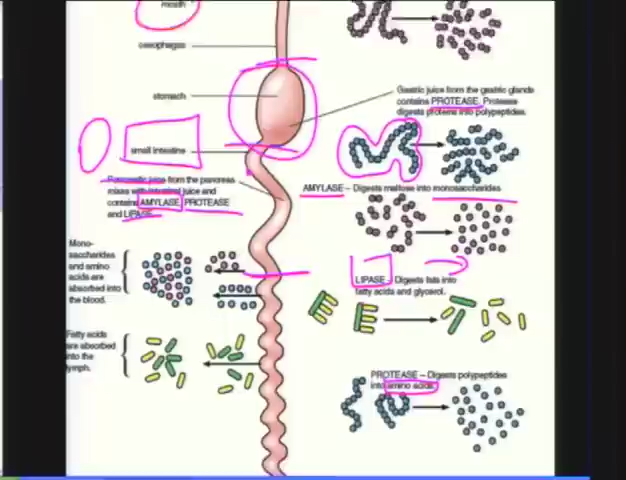 mouth
oesophagus
stomach
small intestine
Pancreatic juice from the pancreas
mixes with intestinal juice and
contains AMYLASE, PROTEASE
and LIPASE.
Mono-
saccharides
and amino
acids are
absorbed into
the blood.
Fatty acids
are absorbed
into the
lymph.
Gastric juice from the gastric glands
contains PROTEASE. Protease
digests proteins into polypeptides.
AMYLASE – Digests maltose into monosaccharides
LIPASE – Digests fats into
fatty acids and glycerol.
PROTEASE – Digests polypeptides
into amino acids.